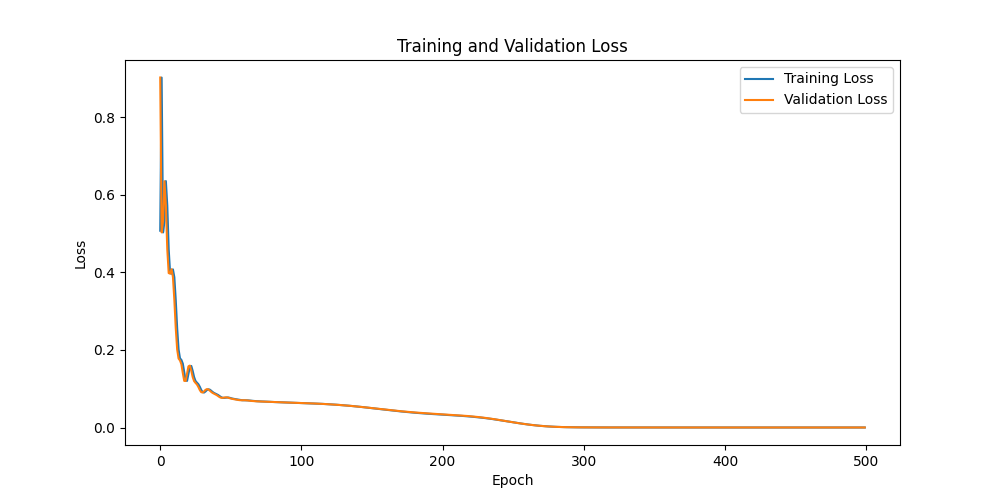 Training and Validation Loss
Training Loss
Validation Loss
0.8
0.6
0.4
0.2
0.0
Loss
0 100 200 300 400 500
Epoch